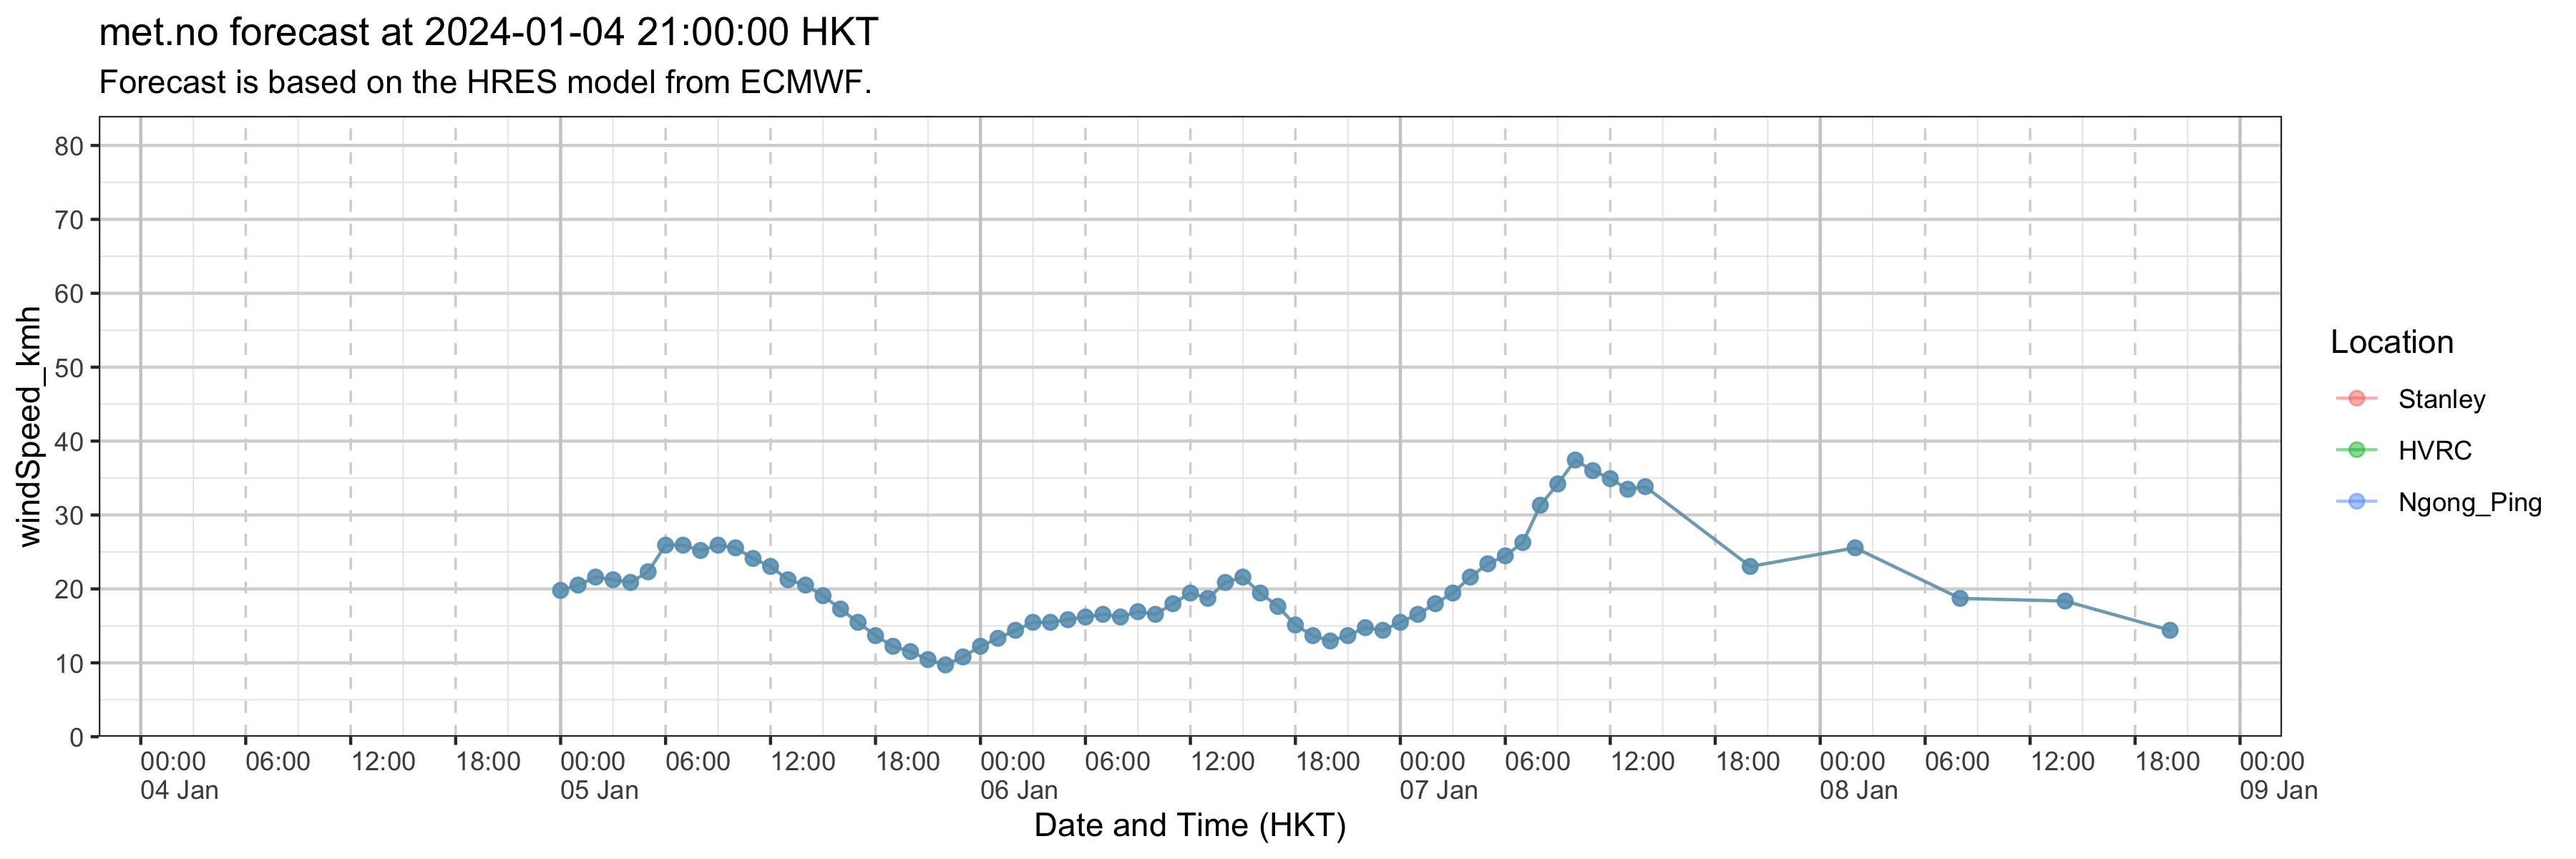 met.no forecast at 2024-01-04 21:00:00 HKT
Forecast is based on the HRES model from ECMWF.
windSpeed_kmh
80
70
60
50
40
30
20
10
0
00:00 06:00 12:00 18:00 00:00 06:00 12:00 18:00 00:00 06:00 12:00 18:00 00:00 06:00 12:00 18:00 00:00 06:00 12:00 18:00 00:00
04 Jan 05 Jan 06 Jan 07 Jan 08 Jan 09 Jan
Date and Time (HKT)
Location
Stanley
HVRC
Ngong_Ping